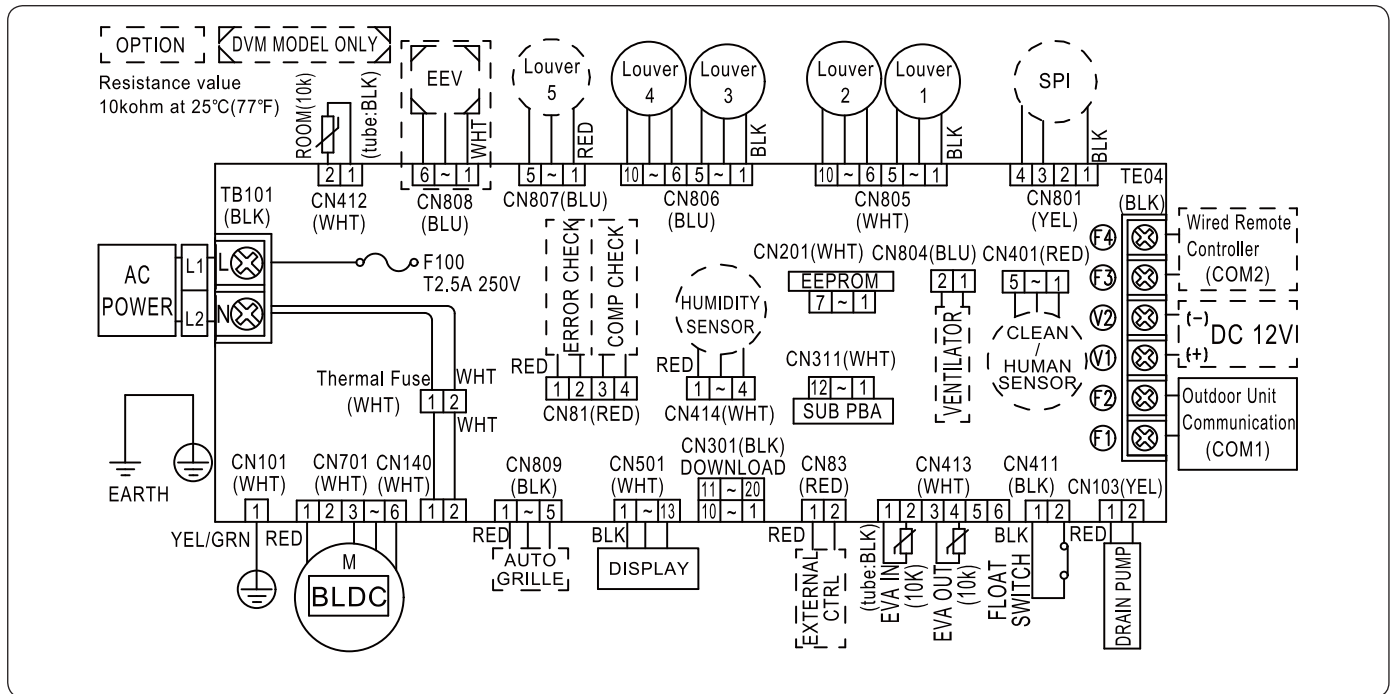 OPTION
DVM MODEL ONLY
Resistance value
10kohm at 25°C(77°F)
ROOM(10k)
(tube:BLK)
EEV
WHT
Louver
5
RED
Louver
4
Louver
3
BLK
Louver
2
Louver
1
BLK
SPI
BLK
2 1
6 ~ 1
5 ~ 1
10 ~ 6 5 ~ 1
10 ~ 6 5 ~ 1
4 3 2 1
CN412
(WHT)
CN808
(BLU)
CN807(BLU)
CN806
(BLU)
CN805
(WHT)
CN801
(YEL)
TE04
(BLK)
TB101
(BLK)
AC
POWER
L1
L2
L
N
F100
T2.5A 250V
ERROR CHECK
COMP CHECK
RED
1 2 3 4
CN81(RED)
HUMIDITY
SENSOR
RED
1 ~ 4
CN414(WHT)
CN201(WHT)
EEPROM
7 ~ 1
CN311(WHT)
12 ~ 1
SUB PBA
CN804(BLU)
2 1
VENTILATOR
CN401(RED)
5 ~ 1
CLEAN
/
HUMAN
SENSOR
F4
F3
V2
V1
F2
F1
Wired Remote
Controller
(COM2)
(-)
DC 12V
(+)
Outdoor Unit
Communication
(COM1)
Thermal Fuse
(WHT)
WHT
1 2
WHT
EARTH
CN101
(WHT)
1
YEL/GRN
CN701
(WHT)
1 2 3 ~ 6
RED
M
BLDC
CN140
(WHT)
1 2
CN809
(BLK)
1 ~ 5
RED
AUTO
GRILLE
CN501
(WHT)
1 ~ 13
BLK
DISPLAY
CN301(BLK)
DOWNLOAD
11 ~ 20
10 ~ 1
CN83
(RED)
1 2
RED
EXTERNAL
CTRL
CN413
(WHT)
1 2 3 4 5 6
(tube:BLK)
EVA IN
(10K)
EVA OUT
(10k)
CN411
(BLK)
1 2
BLK
FLOAT
SWITCH
CN103(YEL)
1 2
RED
DRAIN PUMP